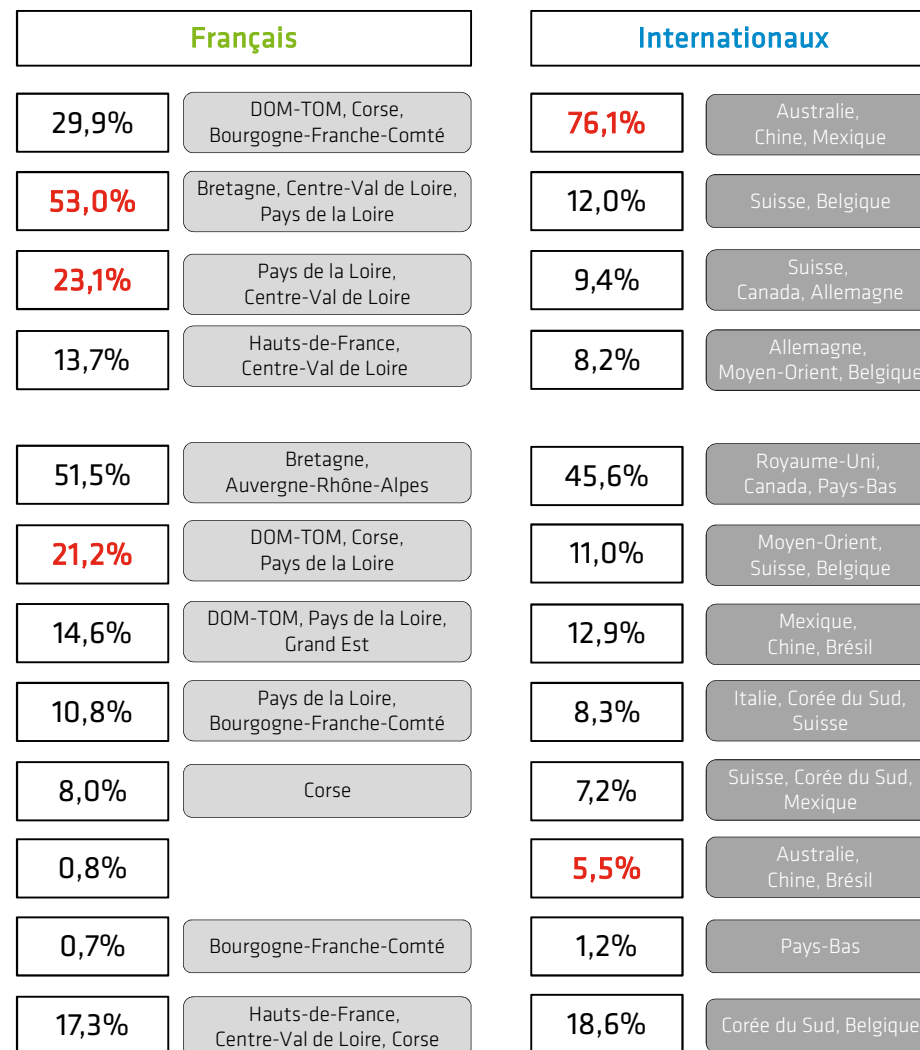 Français
Internationaux
29,9%
DOM-TOM, Corse,
Bourgogne-Franche-Comté
76,1%
Australie,
Chine, Mexique
53,0%
Bretagne, Centre-Val de Loire,
Pays de la Loire
12,0%
Suisse, Belgique
23,1%
Pays de la Loire,
Centre-Val de Loire
9,4%
Suisse,
Canada, Allemagne
13,7%
Hauts-de-France,
Centre-Val de Loire
8,2%
Allemagne,
Moyen-Orient, Belgique
51,5%
Bretagne,
Auvergne-Rhône-Alpes
45,6%
Royaume-Uni,
Canada, Pays-Bas
21,2%
DOM-TOM, Corse,
Pays de la Loire
11,0%
Moyen-Orient,
Suisse, Belgique
14,6%
DOM-TOM, Pays de la Loire,
Grand Est
12,9%
Mexique,
Chine, Brésil
10,8%
Pays de la Loire,
Bourgogne-Franche-Comté
8,3%
Italie, Corée du Sud,
Suisse
8,0%
Corse
7,2%
Suisse, Corée du Sud,
Mexique
0,8%
5,5%
Australie,
Chine, Brésil
0,7%
Bourgogne-Franche-Comté
1,2%
Pays-Bas
17,3%
Hauts-de-France,
Centre-Val de Loire, Corse
18,6%
Corée du Sud, Belgique